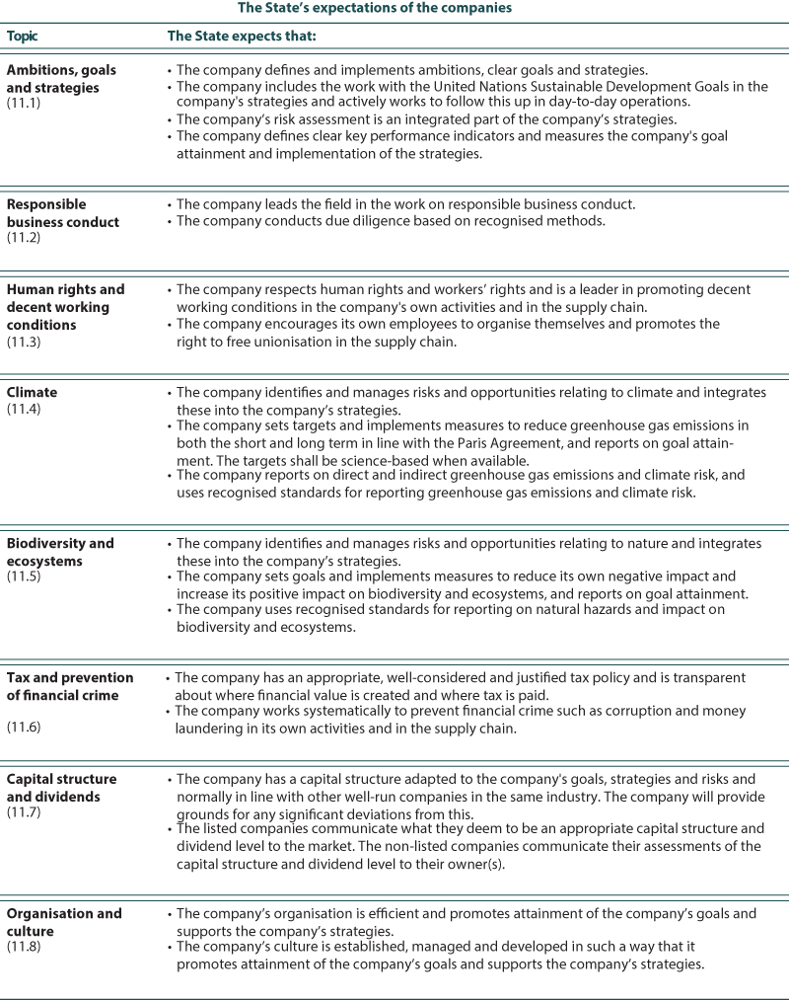 The State’s expectations of the companies
Topic The State expects that:
Ambitions, goals
and strategies
(11.1)
• The company defines and implements ambitions, clear goals and strategies.
• The company includes the work with the United Nations Sustainable Development Goals in the
company's strategies and actively works to follow this up in day-to-day operations.
• The company’s risk assessment is an integrated part of the company’s strategies.
• The company defines clear key performance indicators and measures the company's goal
attainment and implementation of the strategies.
Responsible
business conduct
(11.2)
• The company leads the field in the work on responsible business conduct.
• The company conducts due diligence based on recognised methods.
Human rights and
decent working
conditions
(11.3)
• The company respects human rights and workers’ rights and is a leader in promoting decent
working conditions in the company's own activities and in the supply chain.
• The company encourages its own employees to organise themselves and promotes the
right to free unionisation in the supply chain.
Climate
(11.4)
• The company identifies and manages risks and opportunities relating to climate and integrates
these into the company’s strategies.
• The company sets targets and implements measures to reduce greenhouse gas emissions in
both the short and long term in line with the Paris Agreement, and reports on goal attain-
ment. The targets shall be science-based when available.
• The company reports on direct and indirect greenhouse gas emissions and climate risk, and
uses recognised standards for reporting greenhouse gas emissions and climate risk.
Biodiversity and
ecosystems
(11.5)
• The company identifies and manages risks and opportunities relating to nature and integrates
these into the company’s strategies.
• The company sets goals and implements measures to reduce its own negative impact and
increase its positive impact on biodiversity and ecosystems, and reports on goal attainment.
• The company uses recognised standards for reporting on natural hazards and impact on
biodiversity and ecosystems.
Tax and prevention
of financial crime
(11.6)
• The company has an appropriate, well-considered and justified tax policy and is transparent
about where financial value is created and where tax is paid.
• The company works systematically to prevent financial crime such as corruption and money
laundering in its own activities and in the supply chain.
Capital structure
and dividends
(11.7)
• The company has a capital structure adapted to the company's goals, strategies and risks and
normally in line with other well-run companies in the same industry. The company will provide
grounds for any significant deviations from this.
• The listed companies communicate what they deem to be an appropriate capital structure and
dividend level to the market. The non-listed companies communicate their assessments of the
capital structure and dividend level to their owner(s).
Organisation and
culture
(11.8)
• The company’s organisation is efficient and promotes attainment of the company’s goals and
supports the company’s strategies.
• The company’s culture is established, managed and developed in such a way that it
promotes attainment of the company’s goals and supports the company’s strategies.